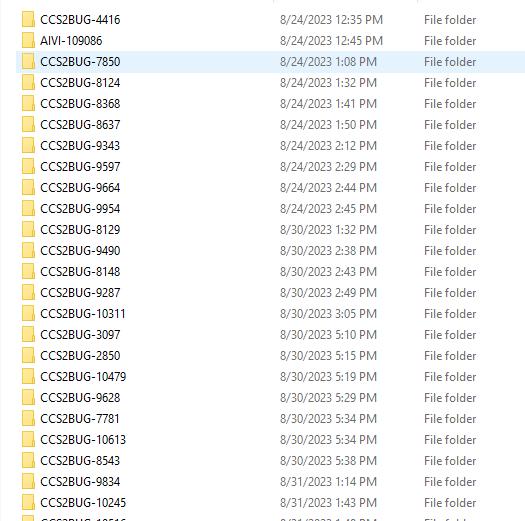 CCS2BUG-4416 8/24/2023 12:35 PM File folder
AIVI-109086 8/24/2023 12:45 PM File folder
CCS2BUG-7850 8/24/2023 1:08 PM File folder
CCS2BUG-8124 8/24/2023 1:32 PM File folder
CCS2BUG-8368 8/24/2023 1:41 PM File folder
CCS2BUG-8637 8/24/2023 1:50 PM File folder
CCS2BUG-9343 8/24/2023 2:12 PM File folder
CCS2BUG-9597 8/24/2023 2:29 PM File folder
CCS2BUG-9664 8/24/2023 2:44 PM File folder
CCS2BUG-9954 8/24/2023 2:45 PM File folder
CCS2BUG-8129 8/30/2023 1:32 PM File folder
CCS2BUG-9490 8/30/2023 2:38 PM File folder
CCS2BUG-8148 8/30/2023 2:43 PM File folder
CCS2BUG-9287 8/30/2023 2:49 PM File folder
CCS2BUG-10311 8/30/2023 3:05 PM File folder
CCS2BUG-3097 8/30/2023 5:10 PM File folder
CCS2BUG-2850 8/30/2023 5:15 PM File folder
CCS2BUG-10479 8/30/2023 5:19 PM File folder
CCS2BUG-9628 8/30/2023 5:29 PM File folder
CCS2BUG-7781 8/30/2023 5:34 PM File folder
CCS2BUG-10613 8/30/2023 5:34 PM File folder
CCS2BUG-8543 8/30/2023 5:38 PM File folder
CCS2BUG-9834 8/31/2023 1:14 PM File folder
CCS2BUG-10245 8/31/2023 1:43 PM File folder